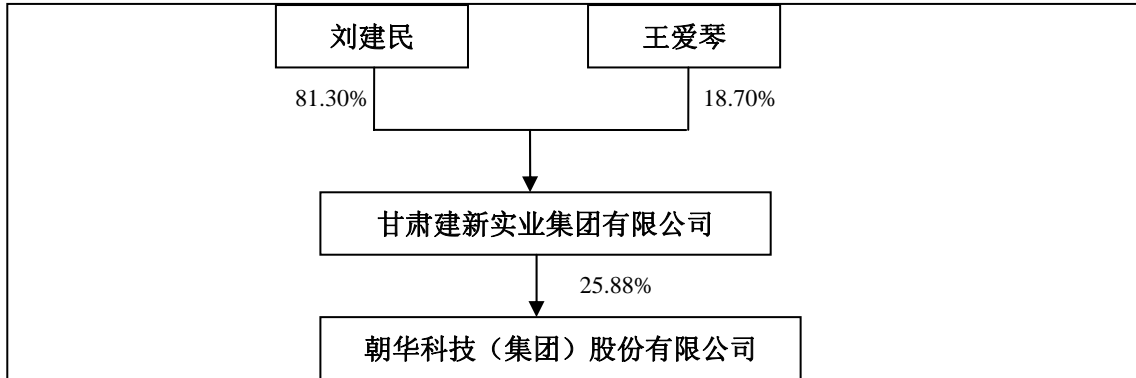 刘建民
王爱琴
81.30%
18.70%
甘肃建新实业集团有限公司
25.88%
朝华科技（集团）股份有限公司